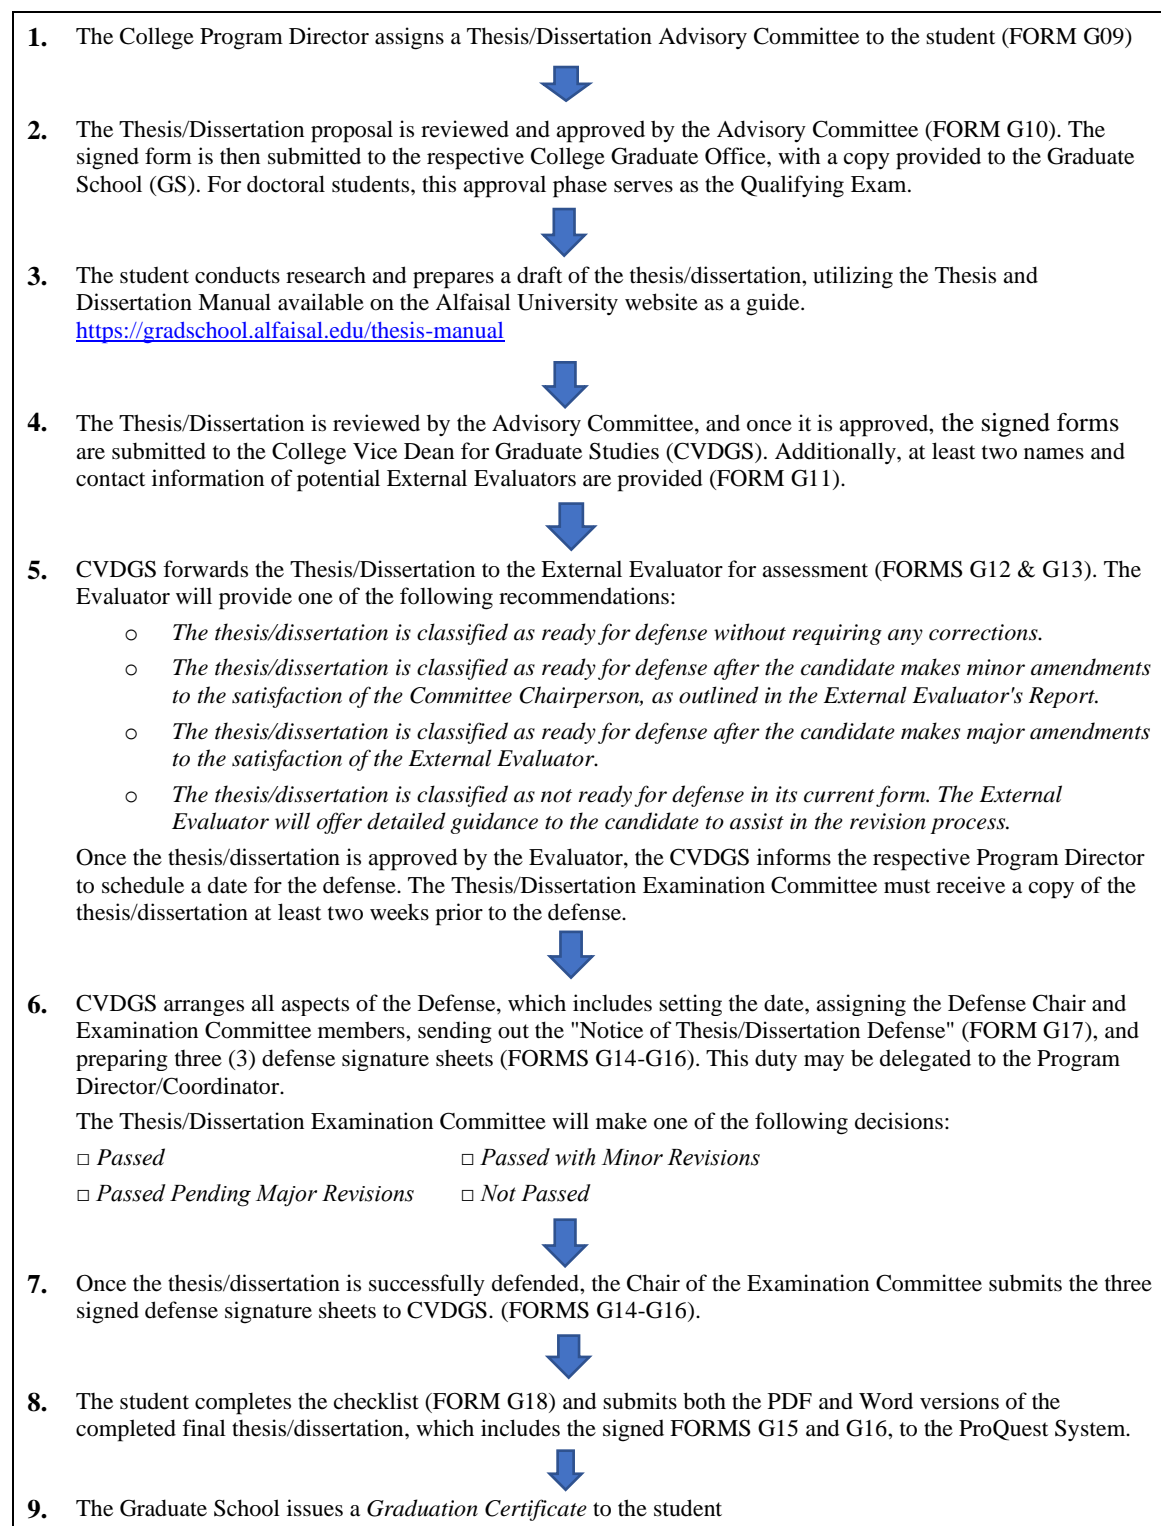 1. The College Program Director assigns a Thesis/Dissertation Advisory Committee to the student (FORM G09)
2. The Thesis/Dissertation proposal is reviewed and approved by the Advisory Committee (FORM G10). The
signed form is then submitted to the respective College Graduate Office, with a copy provided to the Graduate
School (GS). For doctoral students, this approval phase serves as the Qualifying Exam.
3. The student conducts research and prepares a draft of the thesis/dissertation, utilizing the Thesis and
Dissertation Manual available on the Alfaisal University website as a guide.
https://gradschool.alfaisal.edu/thesis-manual
4. The Thesis/Dissertation is reviewed by the Advisory Committee, and once it is approved, the signed forms
are submitted to the College Vice Dean for Graduate Studies (CVDGS). Additionally, at least two names and
contact information of potential External Evaluators are provided (FORM G11).
5. CVDGS forwards the Thesis/Dissertation to the External Evaluator for assessment (FORMS G12 & G13). The
Evaluator will provide one of the following recommendations:
o The thesis/dissertation is classified as ready for defense without requiring any corrections.
o The thesis/dissertation is classified as ready for defense after the candidate makes minor amendments
to the satisfaction of the Committee Chairperson, as outlined in the External Evaluator's Report.
o The thesis/dissertation is classified as ready for defense after the candidate makes major amendments
to the satisfaction of the External Evaluator.
o The thesis/dissertation is classified as not ready for defense in its current form. The External
Evaluator will offer detailed guidance to the candidate to assist in the revision process.
Once the thesis/dissertation is approved by the Evaluator, the CVDGS informs the respective Program Director
to schedule a date for the defense. The Thesis/Dissertation Examination Committee must receive a copy of the
thesis/dissertation at least two weeks prior to the defense.
6. CVDGS arranges all aspects of the Defense, which includes setting the date, assigning the Defense Chair and
Examination Committee members, sending out the "Notice of Thesis/Dissertation Defense" (FORM G17), and
preparing three (3) defense signature sheets (FORMS G14-G16). This duty may be delegated to the Program
Director/Coordinator.
The Thesis/Dissertation Examination Committee will make one of the following decisions:
□ Passed □ Passed with Minor Revisions
□ Passed Pending Major Revisions □ Not Passed
7. Once the thesis/dissertation is successfully defended, the Chair of the Examination Committee submits the three
signed defense signature sheets to CVDGS. (FORMS G14-G16).
8. The student completes the checklist (FORM G18) and submits both the PDF and Word versions of the
completed final thesis/dissertation, which includes the signed FORMS G15 and G16, to the ProQuest System.
9. The Graduate School issues a Graduation Certificate to the student